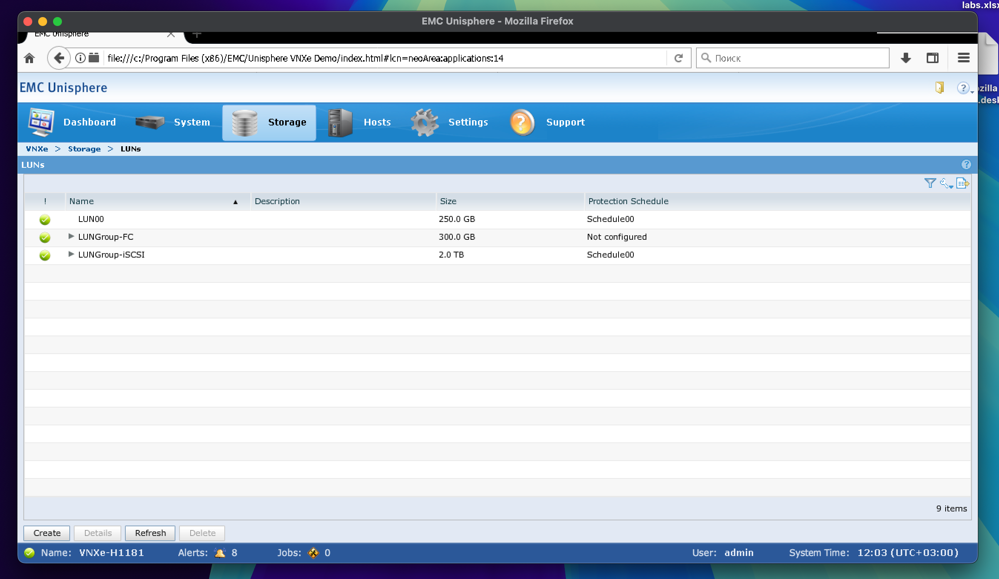 labs.xlsx
EMC Unisphere - Mozilla Firefox
EMC Unisphere
file:///c:/Program Files (x86)/EMC/Unisphere VNXe Demo/index.html#lcn=neoArea:applications:14
Поиск
EMC Unisphere
zilla
.desk
Dashboard
System
Storage
Hosts
Settings
Support
VNXe > Storage > LUNs
LUNs
! Name Description Size Protection Schedule
LUN00 250.0 GB Schedule00
LUNGroup-FC 300.0 GB Not configured
LUNGroup-iSCSI 2.0 TB Schedule00
9 items
Create Details Refresh Delete
Name: VNXe-H1181 Alerts: 8 Jobs: 0 User: admin System Time: 12:03 (UTC+03:00)